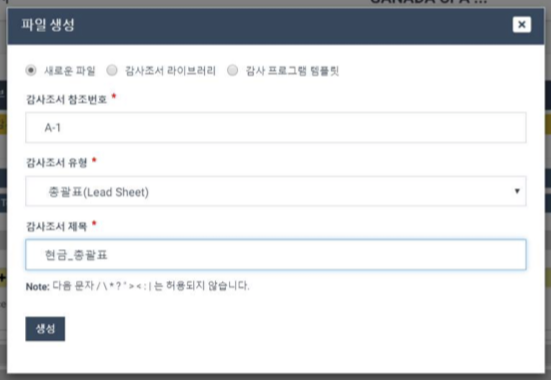 CANADA CPA ...
파일 생성
새로운 파일 감사조서 라이브러리 감사 프로그램 템플릿
감사조서 참조번호 *
A-1
감사조서 유형 *
총괄표(Lead Sheet)
감사조서 제목 *
현금_총괄표
Note: 다음 문자 / \ * ? " > < : | 는 허용되지 않습니다.
생성